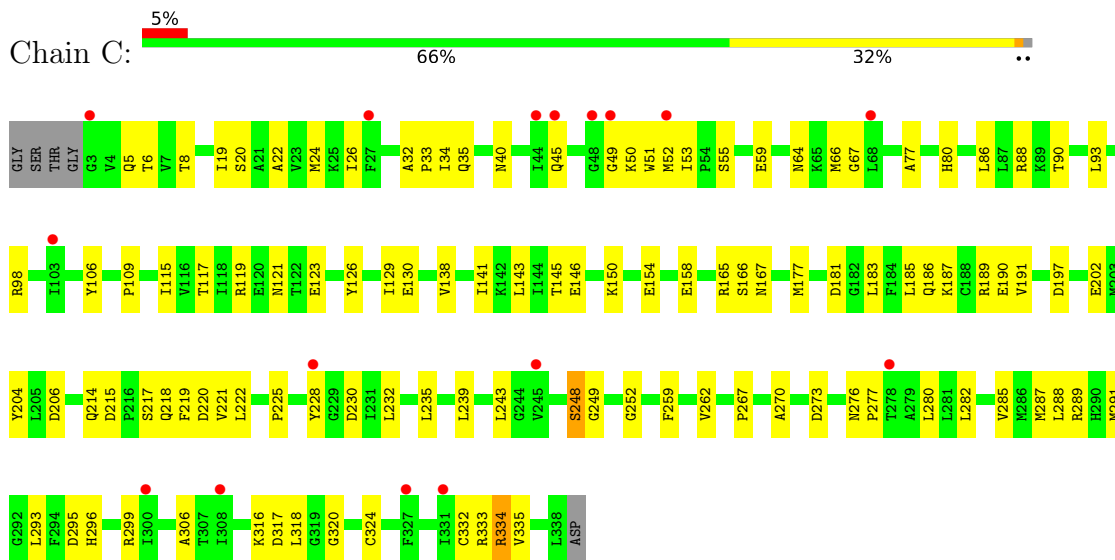 5%
Chain C:
66% 32% ••
GLY SER THR GLY G3 V4 Q5 T6 V7 T8 I19 S20 A21 A22 V23 M24 K25 I26 F27 A32 P33 I34 Q35 N40 I44 Q45 G48 G49 K50 W51 M52 I53 P54 S55 E59 N64 K65 M66 G67 L68 A77 H80 L86 L87 R88 K89 T90 L93
R98 I103 Y106 P109 I115 V116 T117 I118 R119 E120 N121 T122 E123 Y126 I129 E130 V138 I141 K142 L143 I144 T145 E146 K150 E154 E158 R165 S166 N167 M177 D181 G182 L183 F184 L185 Q186 K187 C188 R189 E190 V191 D197 E202 M203
Y204 L205 D206 Q214 D215 P216 S217 Q218 F219 D220 V221 L222 P225 Y228 G229 D230 I231 L232 L235 L239 L243 G244 V245 S248 G249 G252 F259 V262 P267 A270 D273 N276 P277 T278 A279 L280 L281 L282 V285 M286 M287 L288 R289 H290 M291
G292 L293 F294 D295 H296 R299 I300 A306 T307 I308 K316 D317 L318 G319 G320 C324 F327 I331 C332 R333 R334 V335 L338 ASP